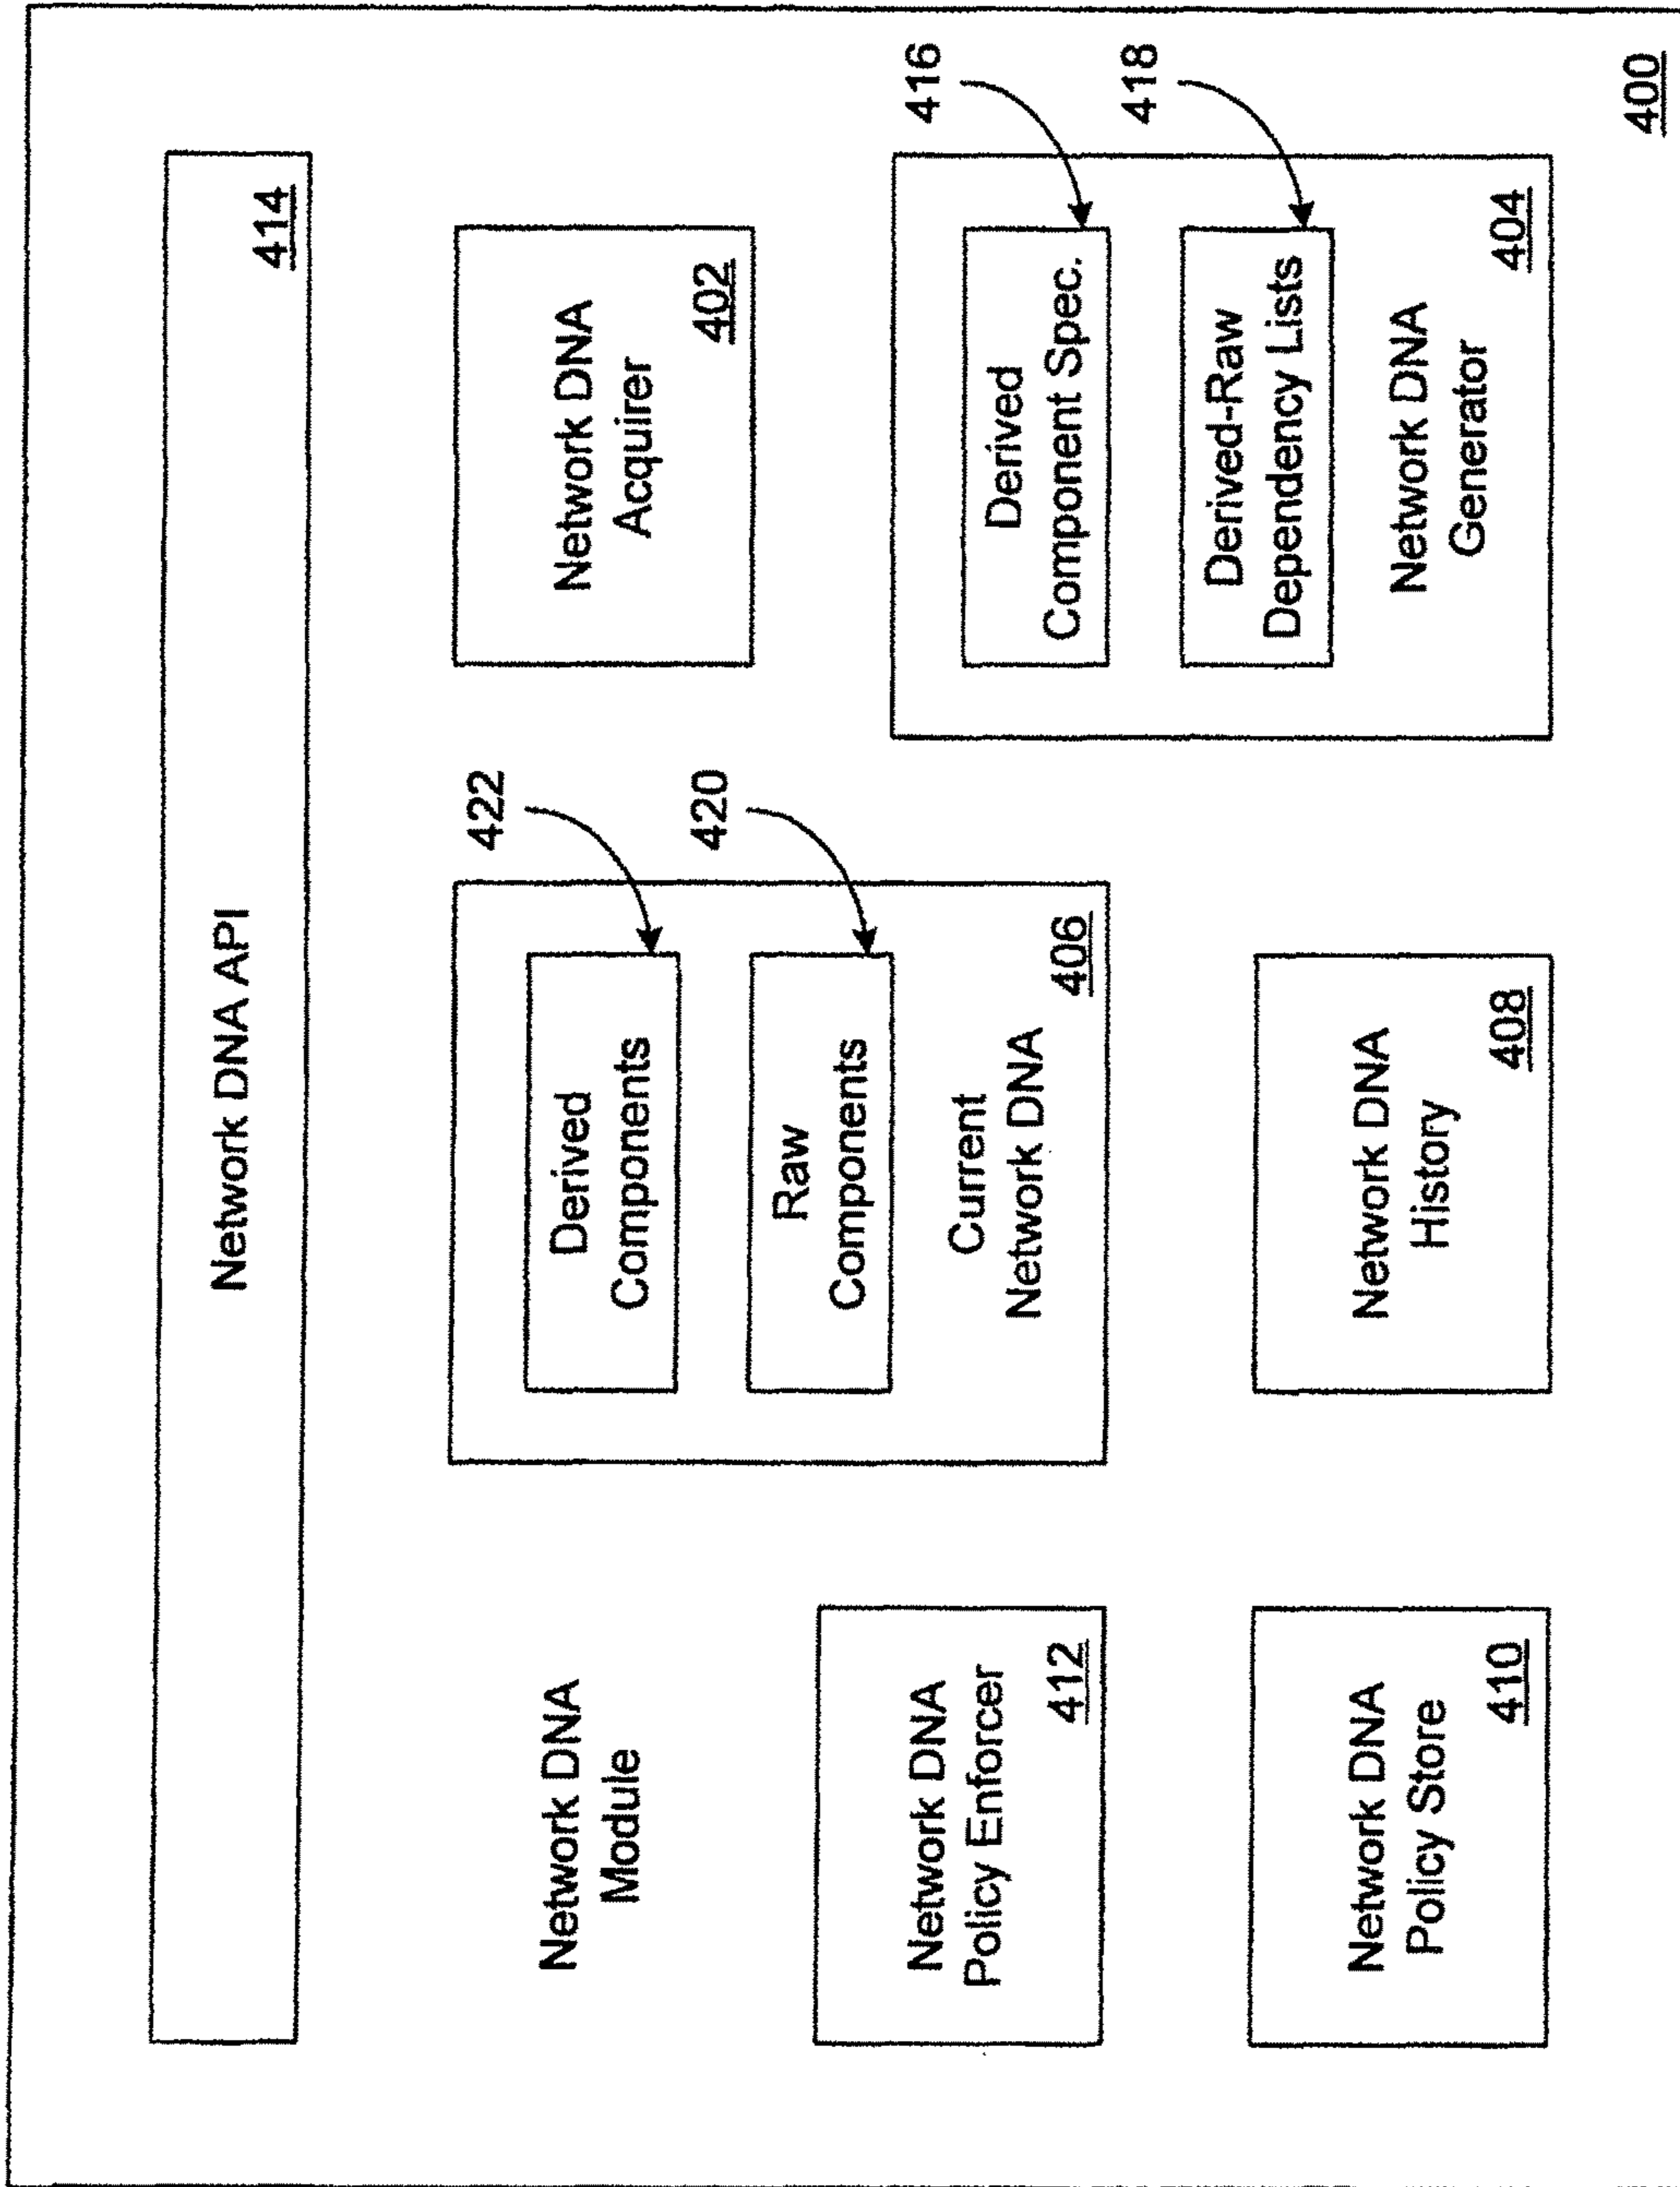 Network DNA API
414
Network DNA
Module
422
Derived
Components
420
Raw
Components
Current
Network DNA
406
Network DNA
Acquirer
402
Network DNA
Policy Enforcer
412
416
Derived
Component Spec.
418
Derived-Raw
Dependency Lists
Network DNA
Generator
404
Network DNA
Policy Store
410
Network DNA
History
408
400